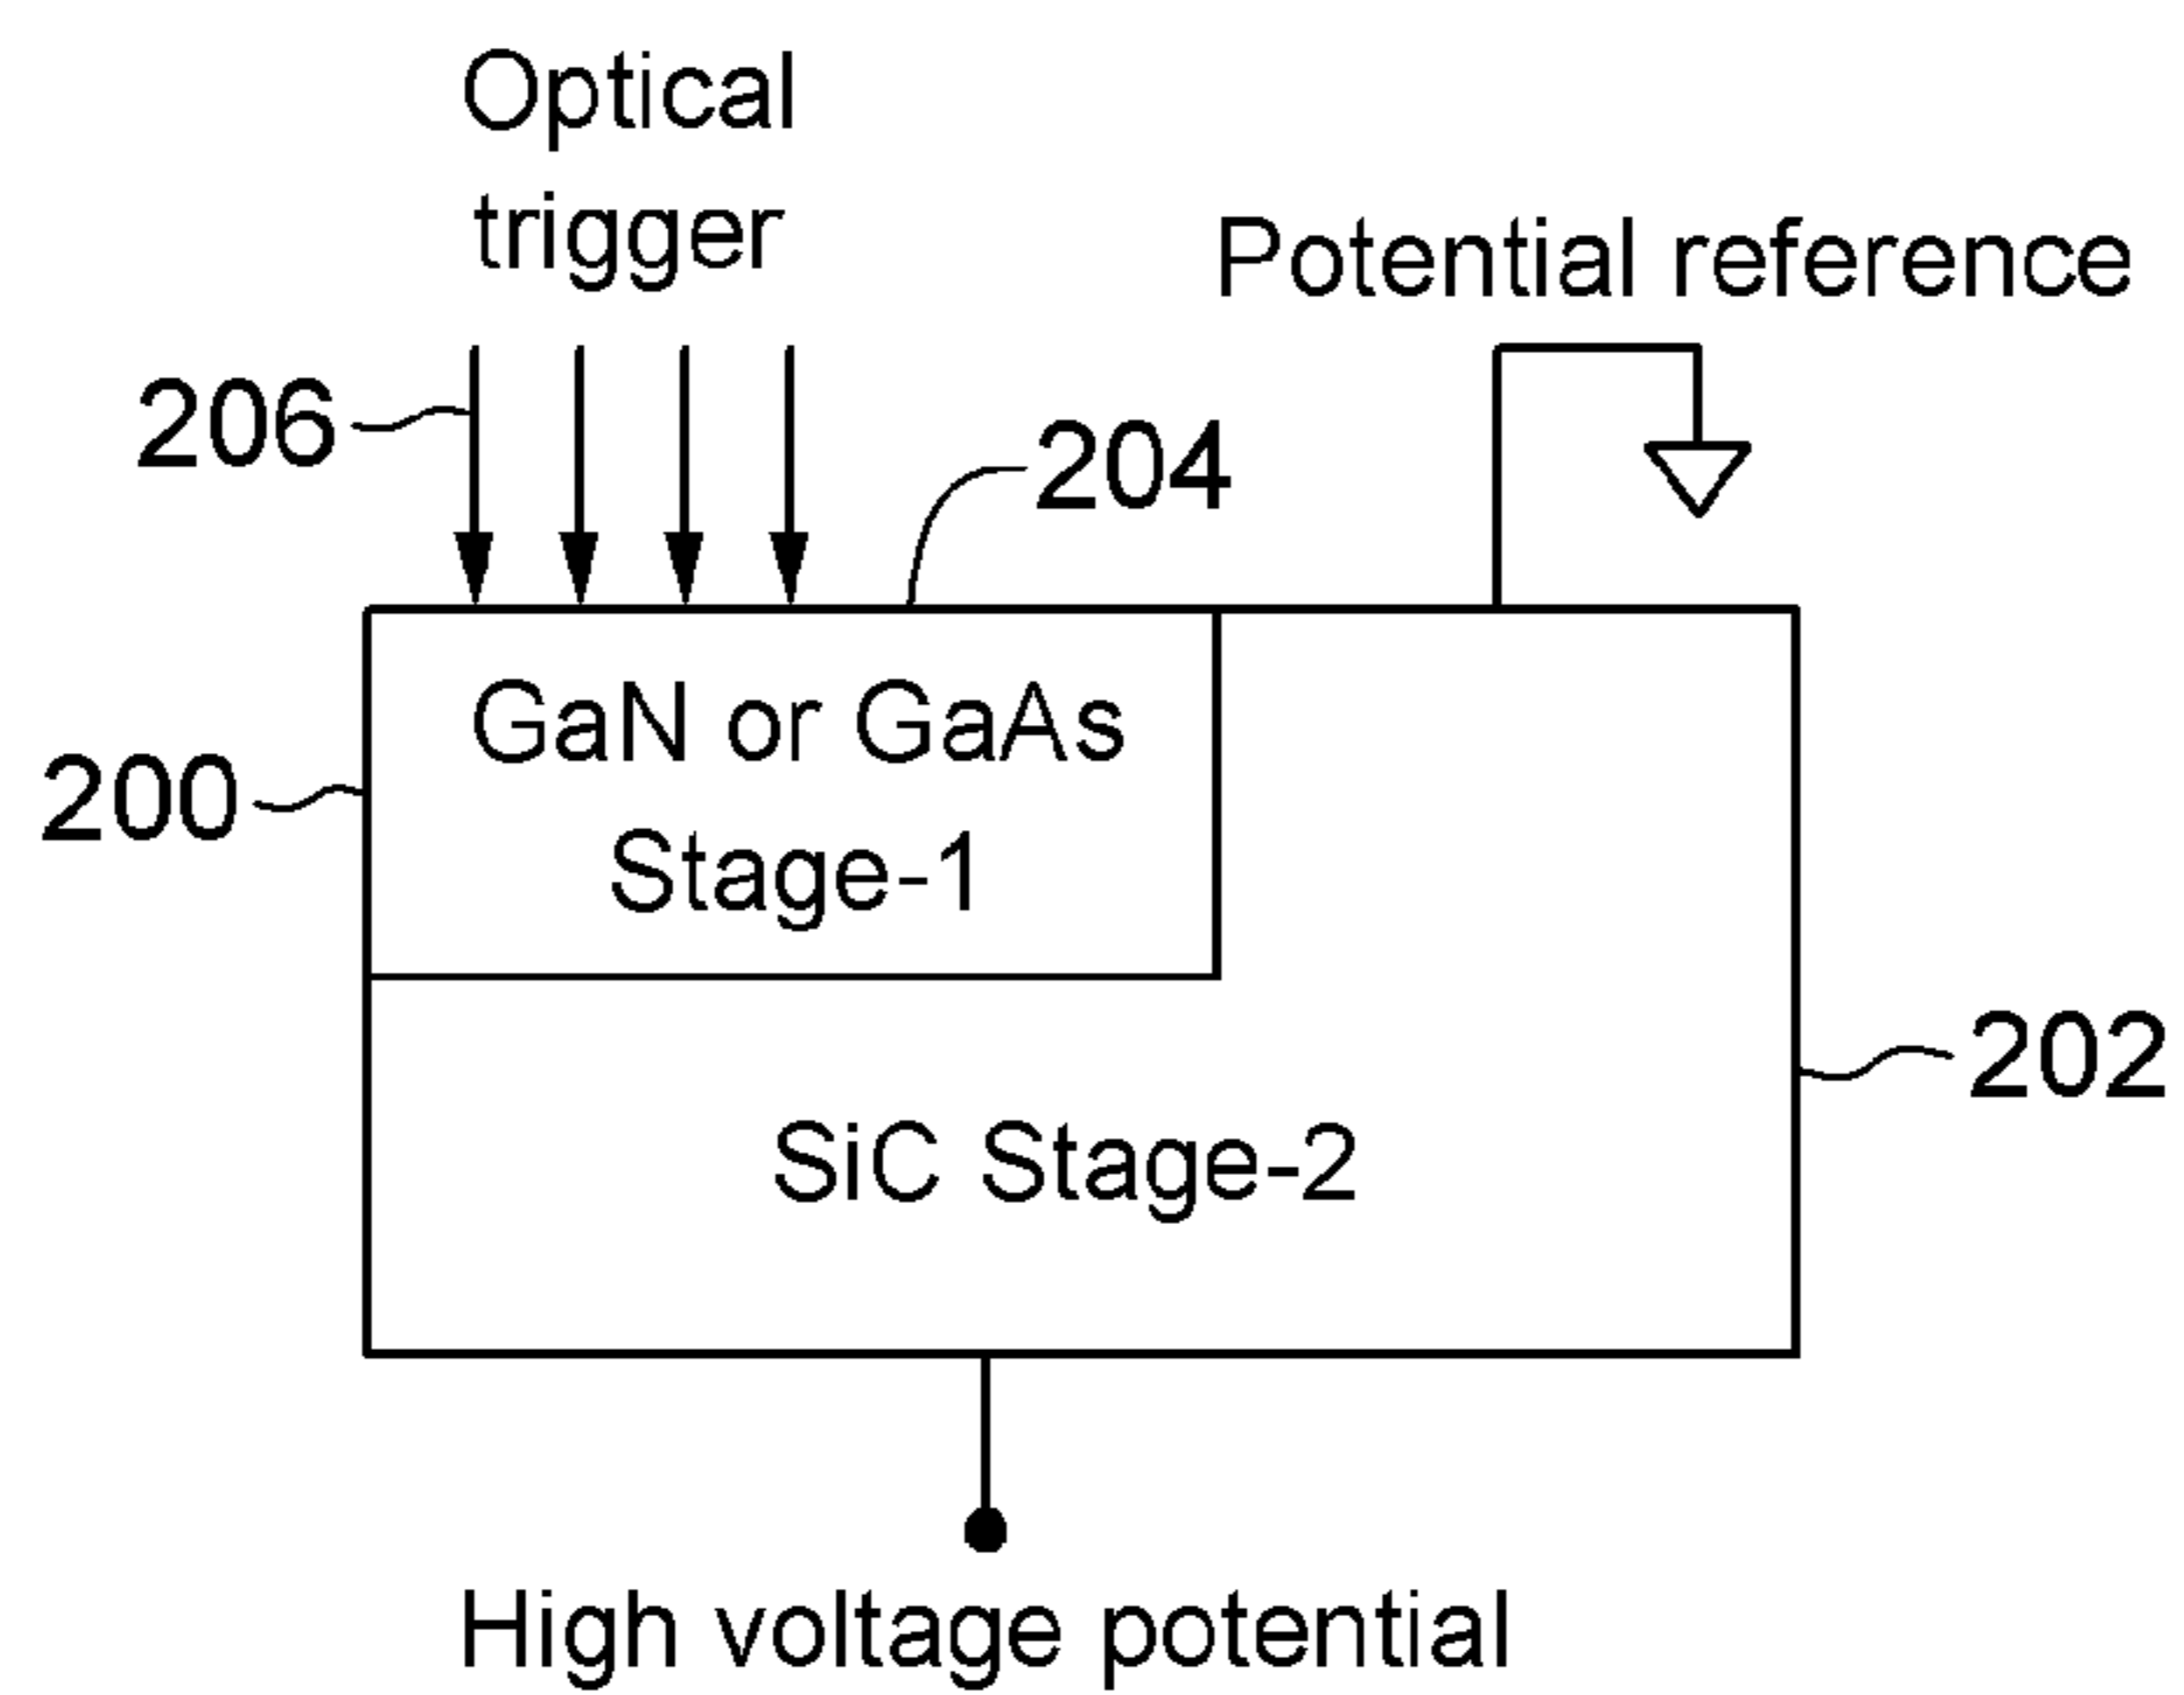 Optical
trigger
Potential reference
206
204
GaN or GaAs
Stage-1
200
202
SiC Stage-2
High voltage potential